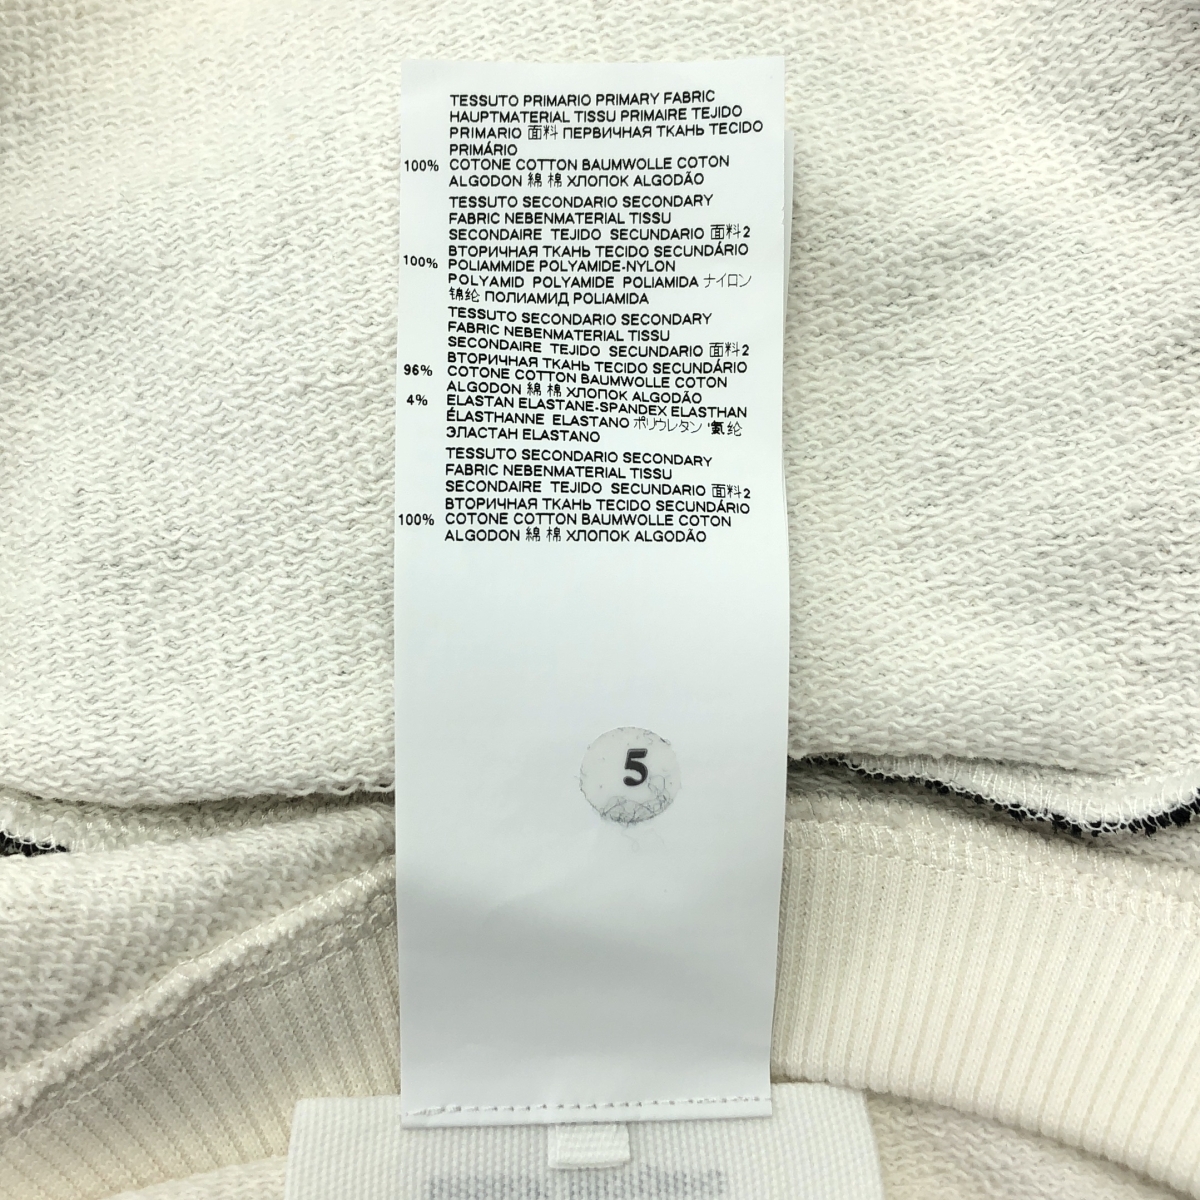 TESSUTO PRIMARIO PRIMARY FABRIC
HAUPTMATERIAL TISSU PRIMAIRE TEJIDO
PRIMARIO 面料 ПЕРВИЧНАЯ ТКАНЬ TECIDO
PRIMÁRIO
100% COTONE COTTON BAUMWOLLE COTON
ALGODON 綿 棉 ХЛОПОК ALGODÃO
TESSUTO SECONDARIO SECONDARY
FABRIC NEBENMATERIAL TISSU
SECONDAIRE TEJIDO SECUNDARIO 面料2
ВТОРИЧНАЯ ТКАНЬ TECIDO SECUNDÁRIO
100% POLIAMMIDE POLYAMIDE-NYLON
POLYAMID POLYAMIDE POLIAMIDA ナイロン
锦纶 ПОЛИАМИД POLIAMIDA
TESSUTO SECONDARIO SECONDARY
FABRIC NEBENMATERIAL TISSU
SECONDAIRE TEJIDO SECUNDARIO 面料2
ВТОРИЧНАЯ ТКАНЬ TECIDO SECUNDÁRIO
96% COTONE COTTON BAUMWOLLE COTON
ALGODON 綿 棉 ХЛОПОК ALGODÃO
4% ELASTAN ELASTANE-SPANDEX ELASTHAN
ÉLASTHANNE ELASTANO ポリウレタン '氨纶
ЭЛАСТАН ELASTANO
TESSUTO SECONDARIO SECONDARY
FABRIC NEBENMATERIAL TISSU
SECONDAIRE TEJIDO SECUNDARIO 面料2
ВТОРИЧНАЯ ТКАНЬ TECIDO SECUNDÁRIO
100% COTONE COTTON BAUMWOLLE COTON
ALGODON 綿 棉 ХЛОПОК ALGODÃO
5